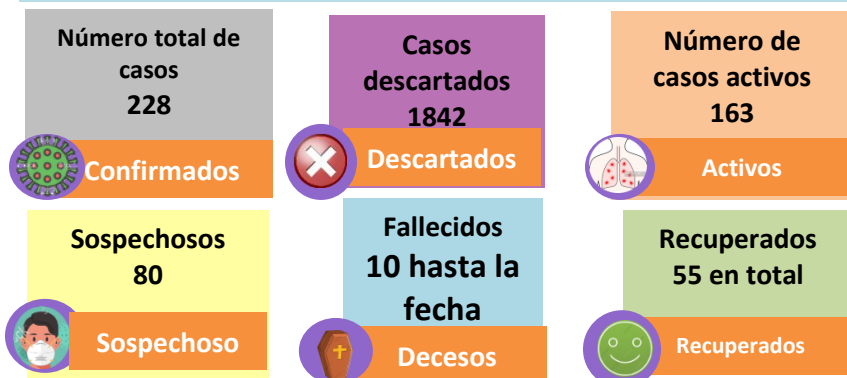 Número total de
casos
228
Confirmados
Casos
descartados
1842
Descartados
Número de
casos activos
163
Activos
Sospechosos
80
Sospechoso
Fallecidos
10 hasta la
fecha
Decesos
Recuperados
55 en total
Recuperados